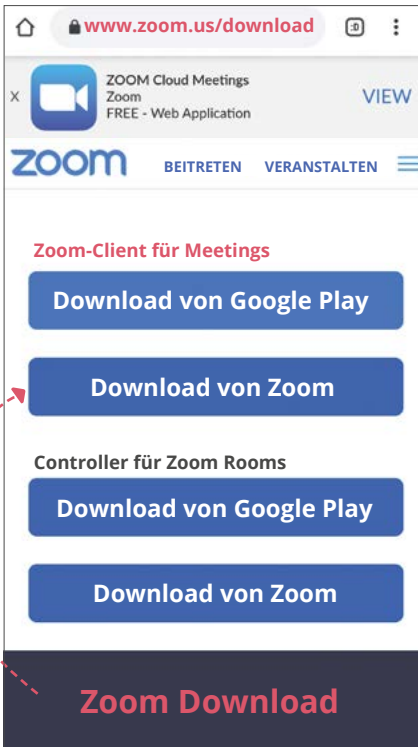 www.zoom.us/download
:D
X
ZOOM Cloud Meetings
Zoom
FREE - Web Application
VIEW
zoom
BEITRETEN VERANSTALTEN
Zoom-Client für Meetings
Download von Google Play
Download von Zoom
Controller für Zoom Rooms
Download von Google Play
Download von Zoom
Zoom Download